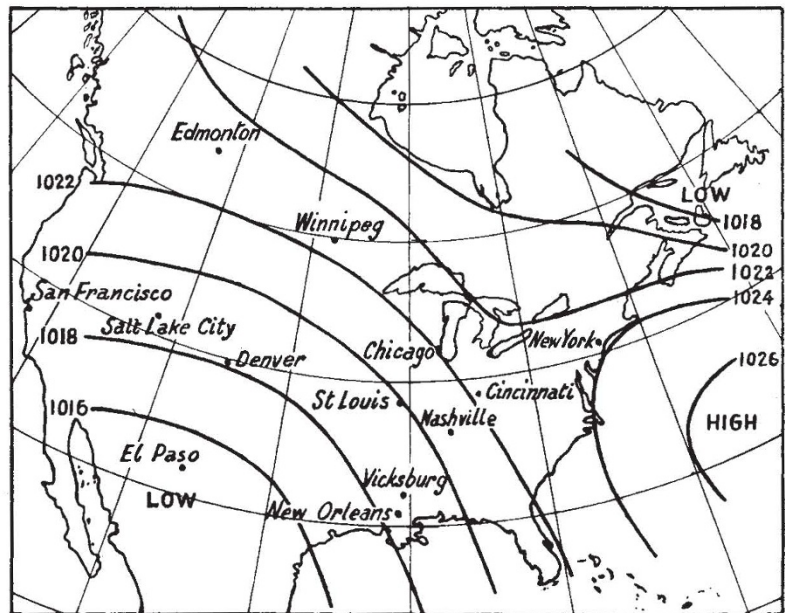 Edmonton
1022
LOW
1018
Winnipeg
1020
1020
1022
San Francisco
1024
Salt Lake City
New York
1018
Denver
Chicago
1026
1016
St Louis
Cincinnati
Nashville
HIGH
El Paso
Vicksburg
LOW
New Orleans